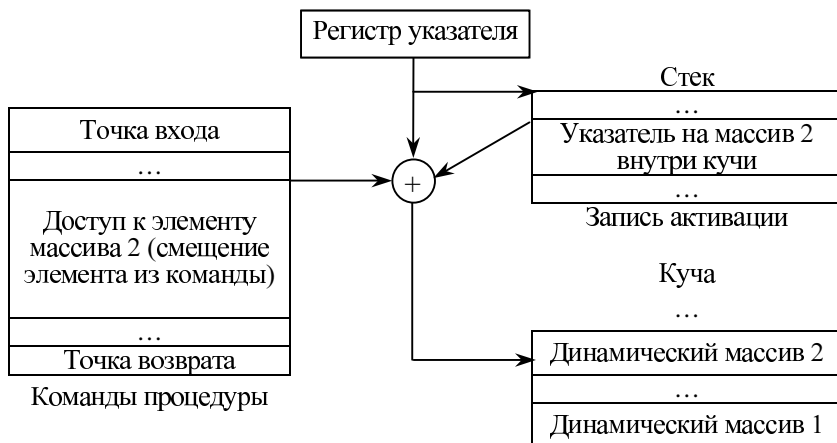 Регистр указателя
Точка входа
...
Доступ к элементу
массива 2 (смещение
элемента из команды)
...
Точка возврата
Команды процедуры
+
Стек
...
Указатель на массив 2
внутри кучи
...
Запись активации
Куча
...
Динамический массив 2
...
Динамический массив 1